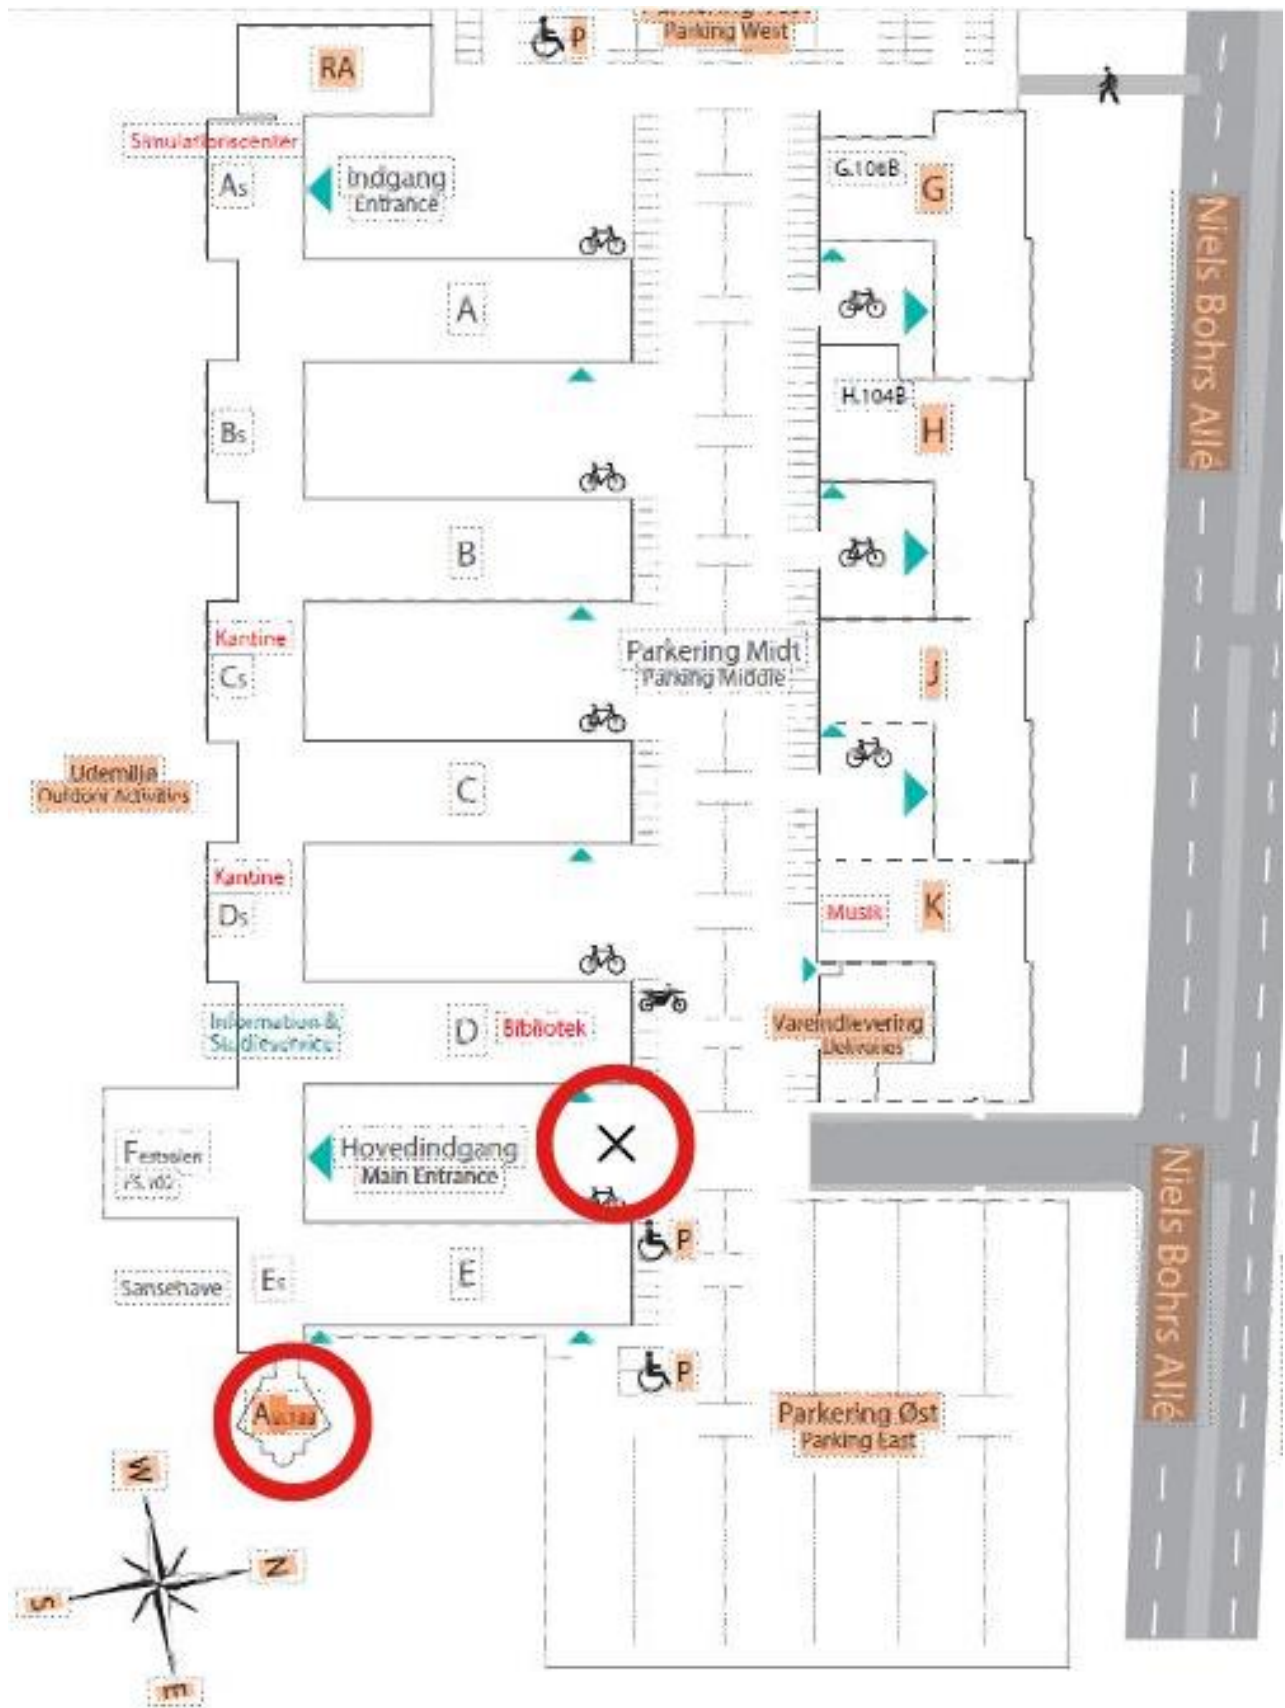 Parking West
P
RA
Simulationscenter
As
Indgang
Entrance
G.106B
G
Niels Bohrs Allé
A
H.104B
H
Bs
B
Kantine
Cs
Parkering Midt
Parking Middle
J
Udemiljø
Outdoor Activities
C
Kantine
Ds
Musik
K
Information &
Studieservice
D
Bibliotek
Vareindlevering
Deliveries
Festsalen
Hovedindgang
Main Entrance
Niels Bohrs Allé
P
Sansehave
Es
E
P
Parkering Øst
Parking East
W
N
S
E